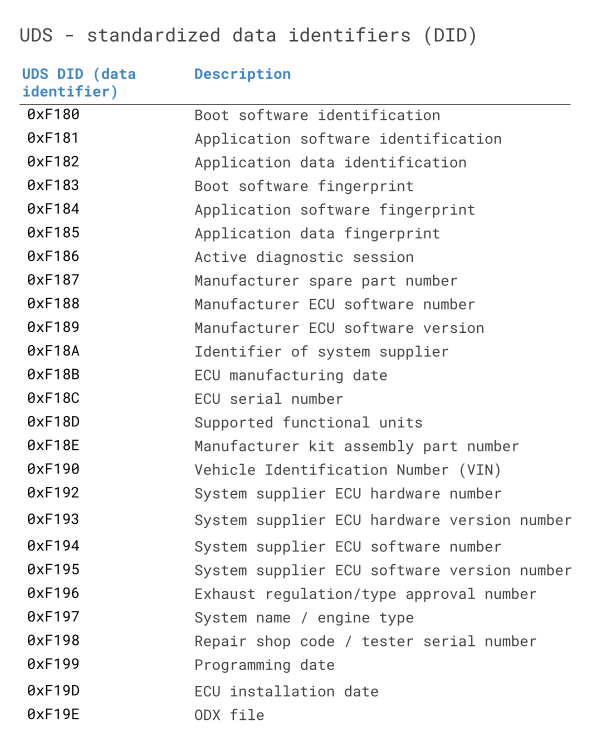 UDS - standardized data identifiers (DID)
UDS DID (data identifier) Description
0xF180 Boot software identification
0xF181 Application software identification
0xF182 Application data identification
0xF183 Boot software fingerprint
0xF184 Application software fingerprint
0xF185 Application data fingerprint
0xF186 Active diagnostic session
0xF187 Manufacturer spare part number
0xF188 Manufacturer ECU software number
0xF189 Manufacturer ECU software version
0xF18A Identifier of system supplier
0xF18B ECU manufacturing date
0xF18C ECU serial number
0xF18D Supported functional units
0xF18E Manufacturer kit assembly part number
0xF190 Vehicle Identification Number (VIN)
0xF192 System supplier ECU hardware number
0xF193 System supplier ECU hardware version number
0xF194 System supplier ECU software number
0xF195 System supplier ECU software version number
0xF196 Exhaust regulation/type approval number
0xF197 System name / engine type
0xF198 Repair shop code / tester serial number
0xF199 Programming date
0xF19D ECU installation date
0xF19E ODX file